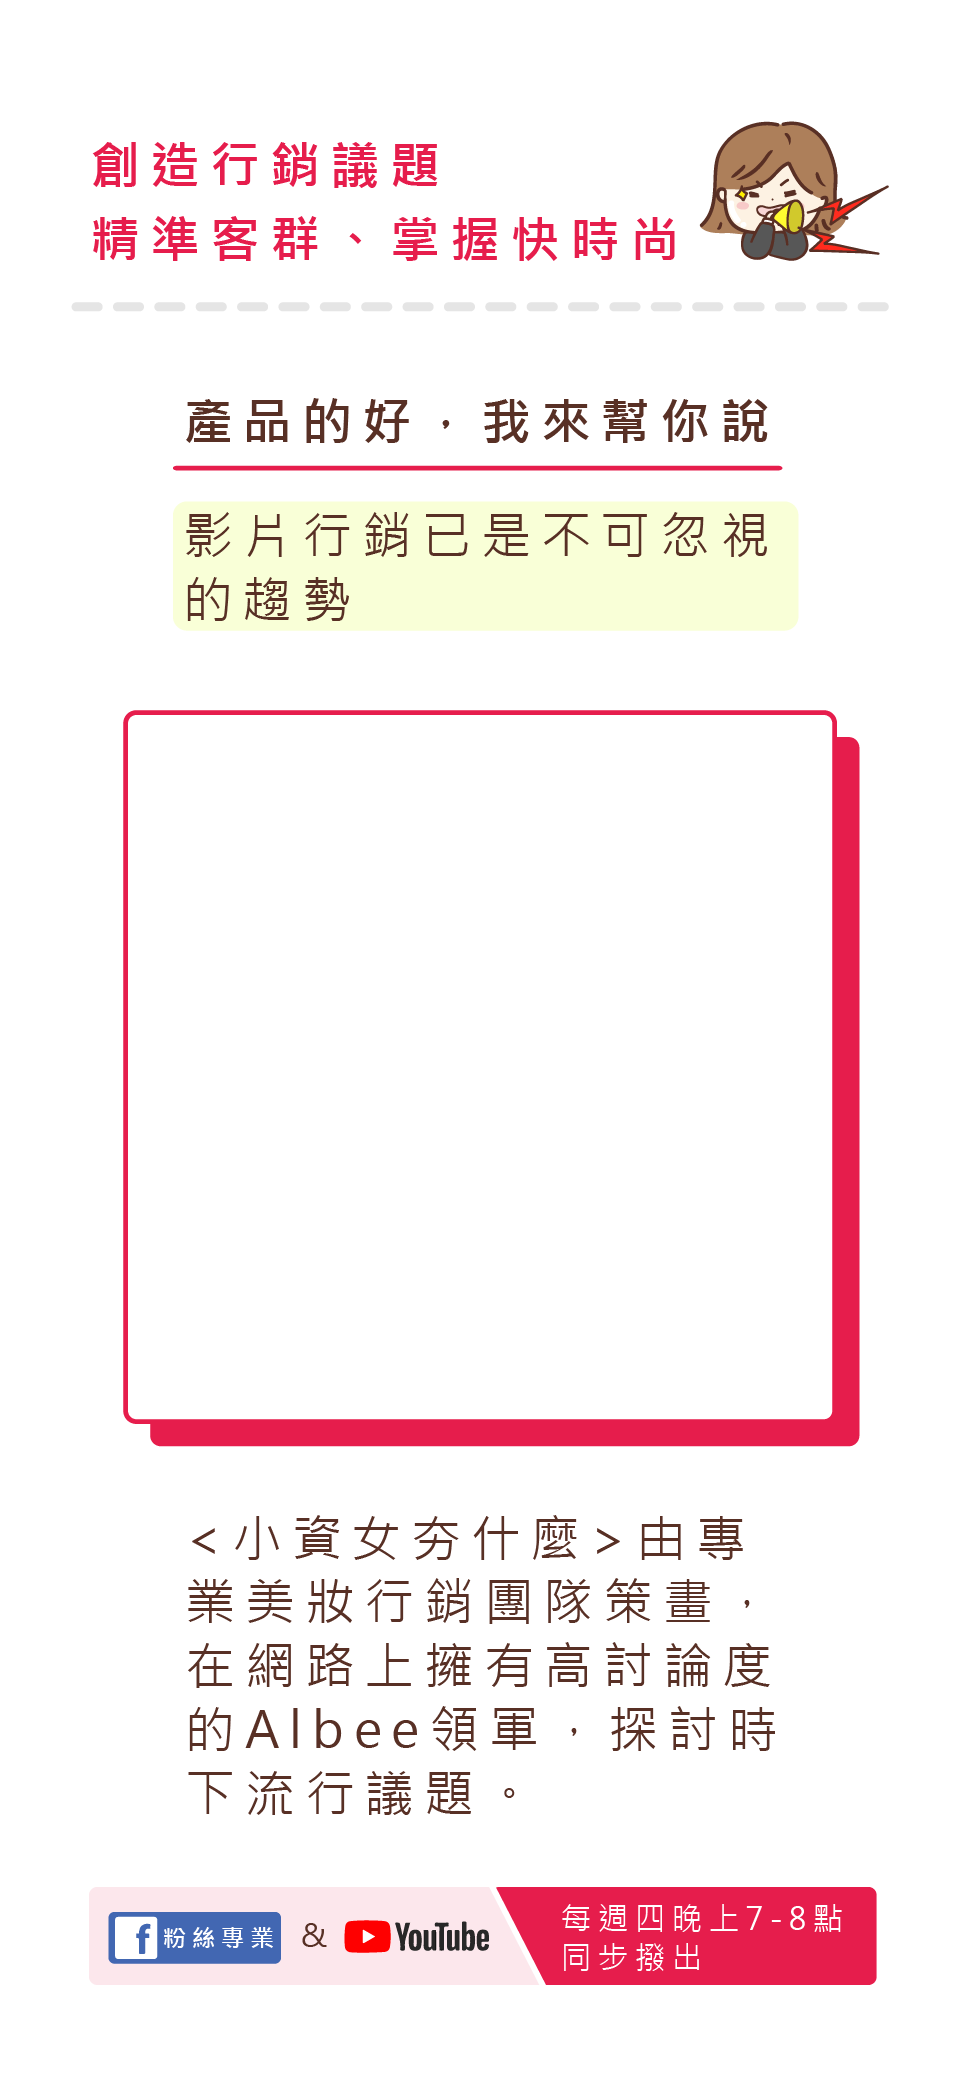 創造行銷議題
精準客群、掌握快時尚
產品的好，我來幫你說
影片行銷已是不可忽視
的趨勢
<小資女夯什麼>由專
業美妝行銷團隊策畫，
在網路上擁有高討論度
的Albee領軍，探討時
下流行議題。
f 粉絲專業 & YouTube
每週四晚上7-8點
同步撥出